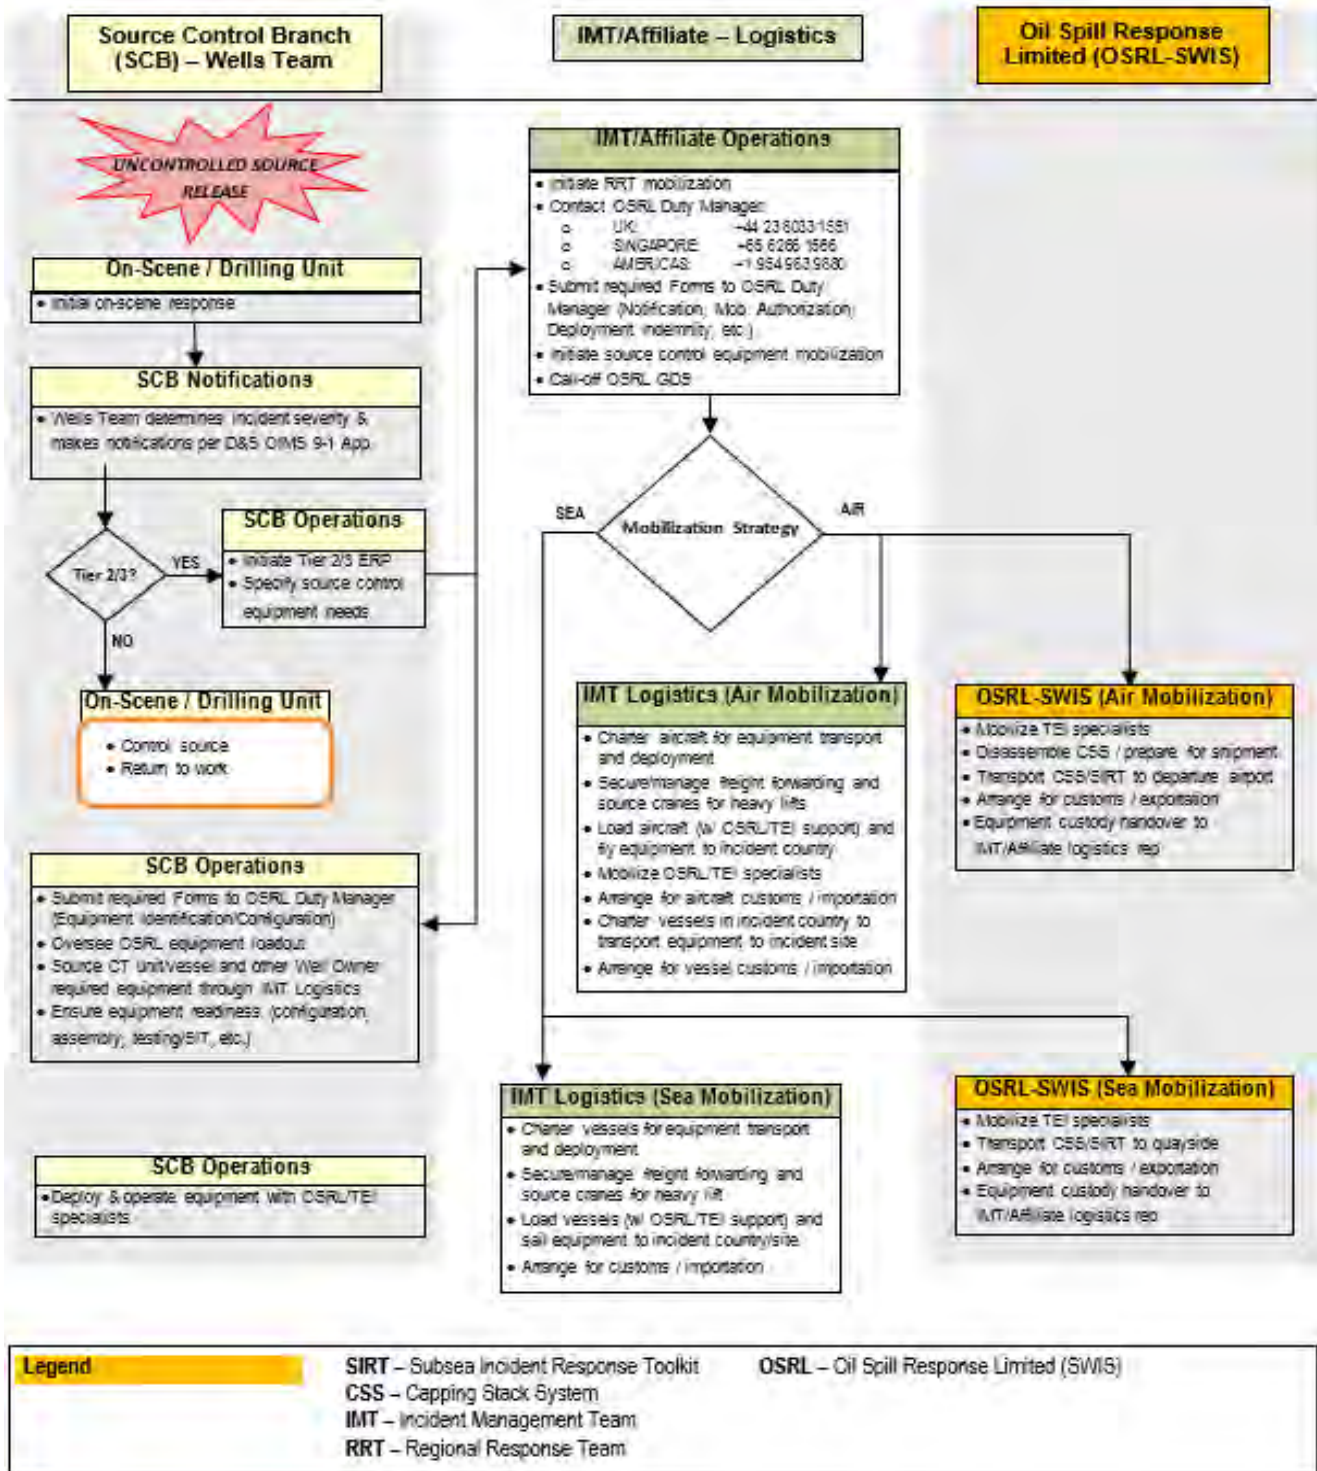 Source Control Branch
(SCB) – Wells Team
IMT/Affiliate – Logistics
Oil Spill Response
Limited (OSRL-SWIS)
UNCONTROLLED SOURCE
RELEASE
On-Scene / Drilling Unit
• Initial on-scene response
SCB Notifications
• Wells Team determines incident severity &
makes notifications per D&S OIMS 9-1 App.
Tier 2/3?
YES
NO
SCB Operations
• Initiate Tier 2/3 ERP
• Specify source control
equipment needs
On-Scene / Drilling Unit
• Control source
• Return to work
SCB Operations
• Submit required Forms to OSRL Duty Manager
(Equipment Identification/Configuration)
• Oversee OSRL equipment loadout
• Source CT unit/vessel and other Well Owner
required equipment through IMT Logistics
• Ensure equipment readiness (configuration,
assembly, testing/SIT, etc.)
SCB Operations
• Deploy & operate equipment with OSRL/TEI
specialists
IMT/Affiliate Operations
• Initiate RRT mobilization
• Contact OSRL Duty Manager:
o UK:
o SINGAPORE:
o AMERICAS:
• Submit required Forms to OSRL Duty
Manager (Notification, Mob. Authorization,
Deployment Indemnity, etc.)
• Initiate source control equipment mobilization
• Call-off OSRL GDS
Mobilization Strategy
SEA
AIR
IMT Logistics (Air Mobilization)
• Charter aircraft for equipment transport
and deployment
• Secure/manage freight forwarding and
source cranes for heavy lifts
• Load aircraft (w/ OSRL/TEI support) and
fly equipment to incident country
• Mobilize OSRL/TEI specialists
• Arrange for aircraft customs / importation
• Charter vessels in incident country to
transport equipment to incident site
• Arrange for vessel customs / importation
OSRL-SWIS (Air Mobilization)
• Mobilize TEI specialists
• Disassemble CSS / prepare for shipment
• Transport CSS/SIRT to departure airport
• Arrange for customs / exportation
• Equipment custody handover to
IMT/Affiliate logistics rep
IMT Logistics (Sea Mobilization)
• Charter vessels for equipment transport
and deployment
• Secure/manage freight forwarding and
source cranes for heavy lift
• Load vessels (w/ OSRL/TEI support) and
sail equipment to incident country/site
• Arrange for customs / importation
OSRL-SWIS (Sea Mobilization)
• Mobilize TEI specialists
• Transport CSS/SIRT to quayside
• Arrange for customs / exportation
• Equipment custody handover to
IMT/Affiliate logistics rep
Legend
SIRT – Subsea Incident Response Toolkit
OSRL – Oil Spill Response Limited (SWIS)
CSS – Capping Stack System
IMT – Incident Management Team
RRT – Regional Response Team